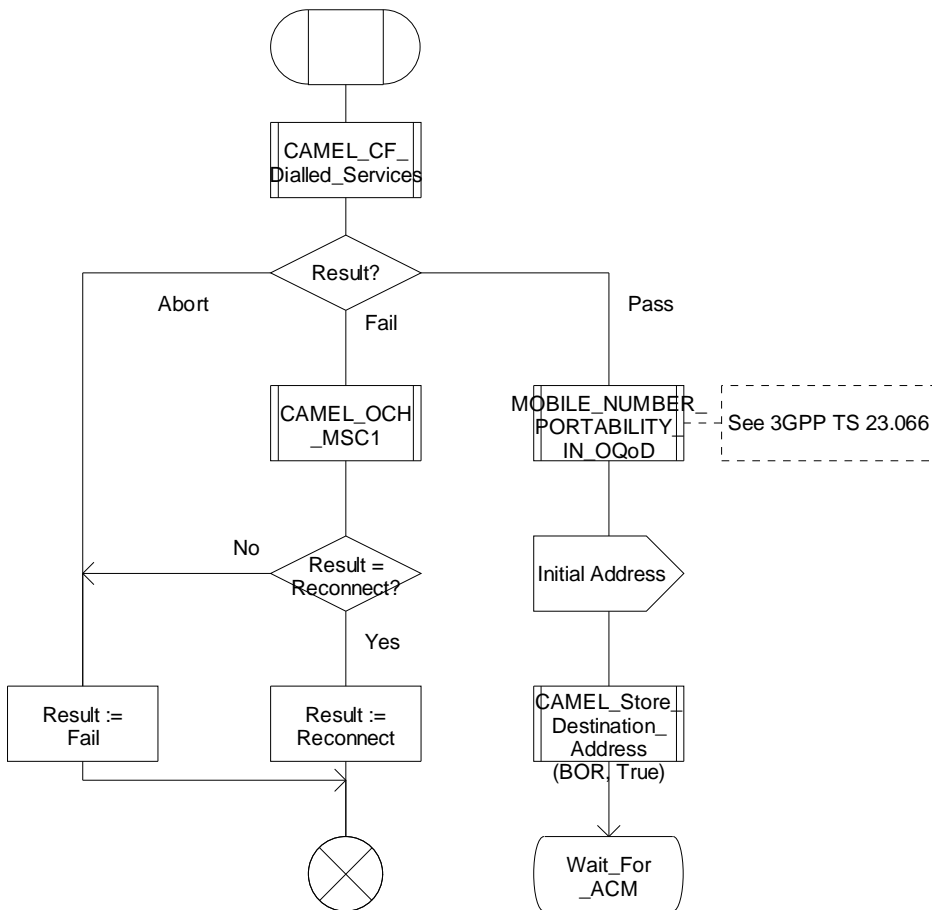 CAMEL_CF_
Dialled_Services
Result?
Abort
Fail
Pass
CAMEL_OCH
_MSC1
MOBILE_NUMBER_
PORTABILITY_
IN_OQoD
See 3GPP TS 23.066
No
Result =
Reconnect?
Initial Address
Yes
Result :=
Fail
Result :=
Reconnect
CAMEL_Store_
Destination_
Address
(BOR, True)
Wait_For
_ACM